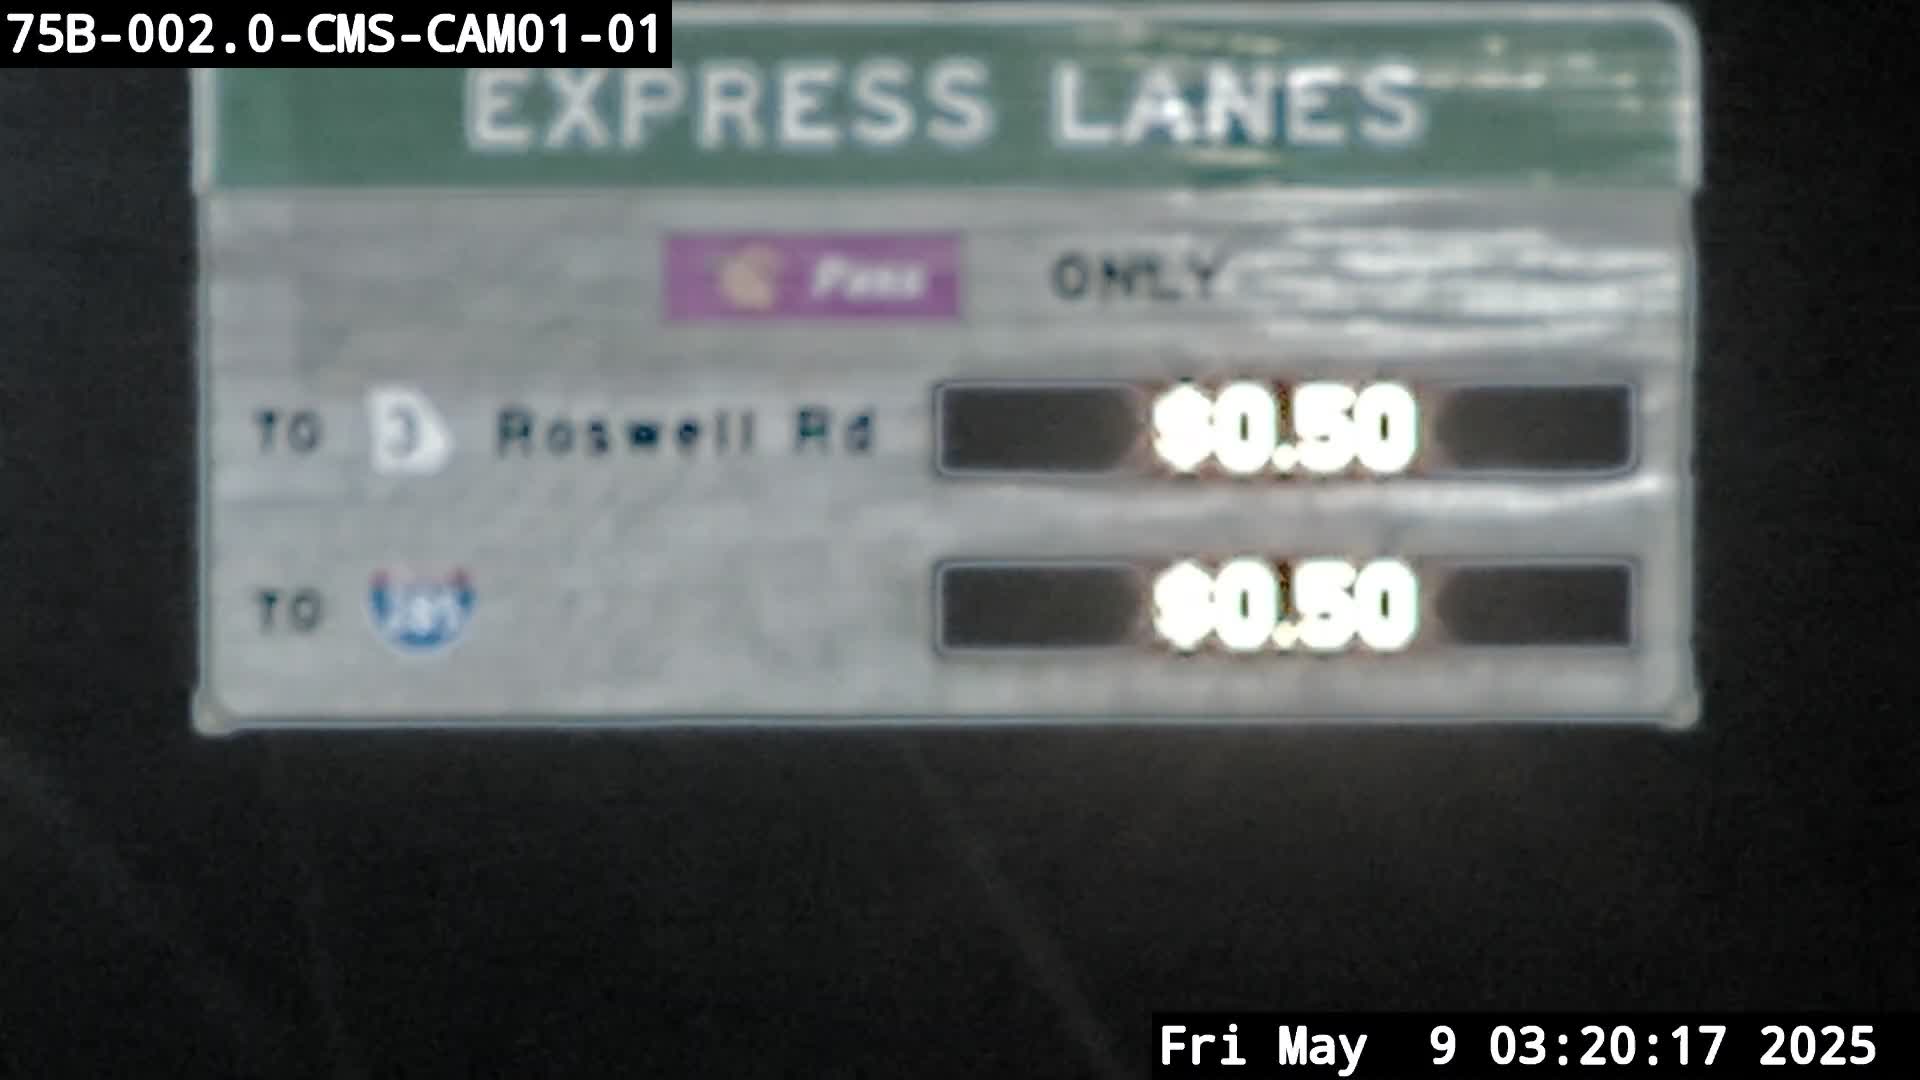 75B-002.0-CMS-CAM01-01
EXPRESS LANES
Pass ONLY
TO Roswell Rd $0.50
TO 285 $0.50
Fri May 9 03:20:17 2025